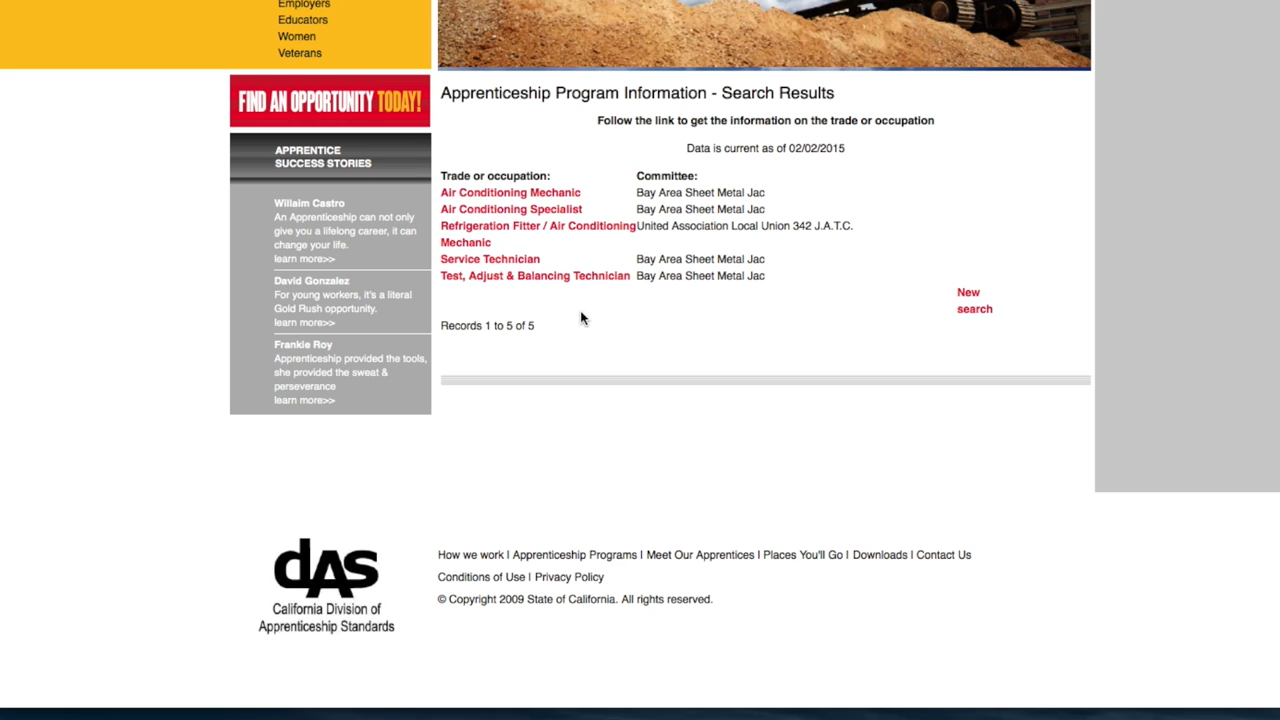 Employers
Educators
Women
Veterans
FIND AN OPPORTUNITY TODAY!
APPRENTICE
SUCCESS STORIES
Willaim Castro
An Apprenticeship can not only
give you a lifelong career, it can
change your life.
learn more>>
David Gonzalez
For young workers, it's a literal
Gold Rush opportunity.
learn more>>
Frankie Roy
Apprenticeship provided the tools,
she provided the sweat &
perseverance
learn more>>
Apprenticeship Program Information - Search Results
Follow the link to get the information on the trade or occupation
Data is current as of 02/02/2015
Trade or occupation: Committee:
Air Conditioning Mechanic Bay Area Sheet Metal Jac
Air Conditioning Specialist Bay Area Sheet Metal Jac
Refrigeration Fitter / Air Conditioning United Association Local Union 342 J.A.T.C.
Mechanic
Service Technician Bay Area Sheet Metal Jac
Test, Adjust & Balancing Technician Bay Area Sheet Metal Jac
New
search
Records 1 to 5 of 5
das
California Division of
Apprenticeship Standards
How we work | Apprenticeship Programs | Meet Our Apprentices | Places You'll Go | Downloads | Contact Us
Conditions of Use | Privacy Policy
© Copyright 2009 State of California. All rights reserved.